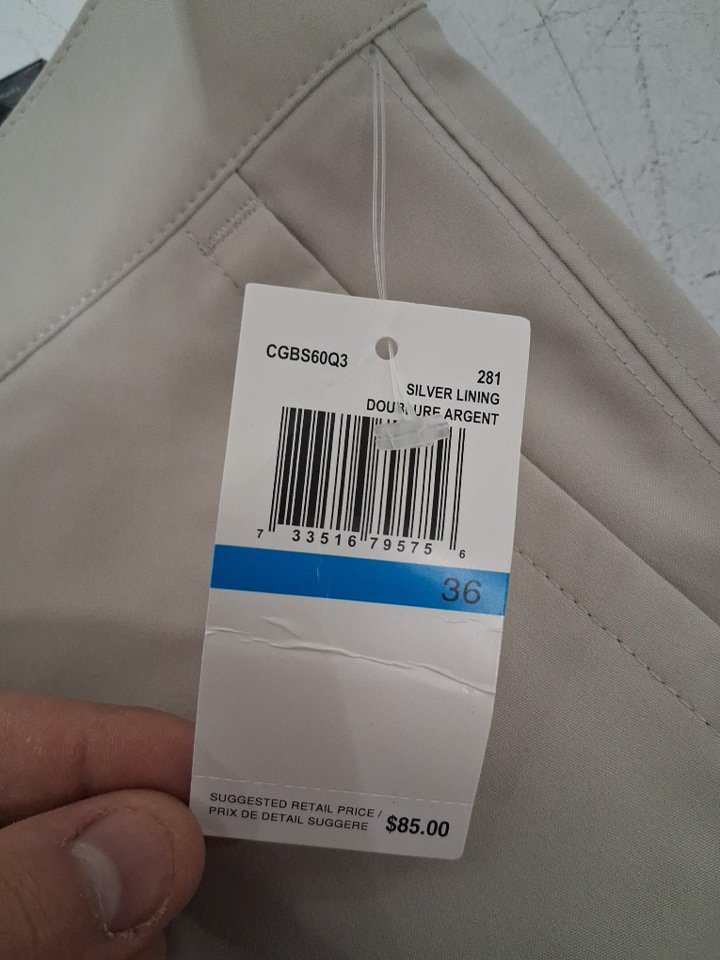 CGBS60Q3
281
SILVER LINING
DOUBLURE ARGENT
7 33516 79575 6
36
SUGGESTED RETAIL PRICE /
PRIX DE DETAIL SUGGERE $85.00